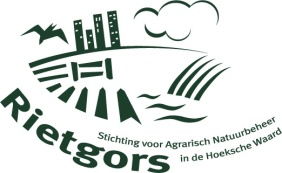 Rietgors
Stichting voor Agrarisch Natuurbeheer
in de Hoeksche Waard